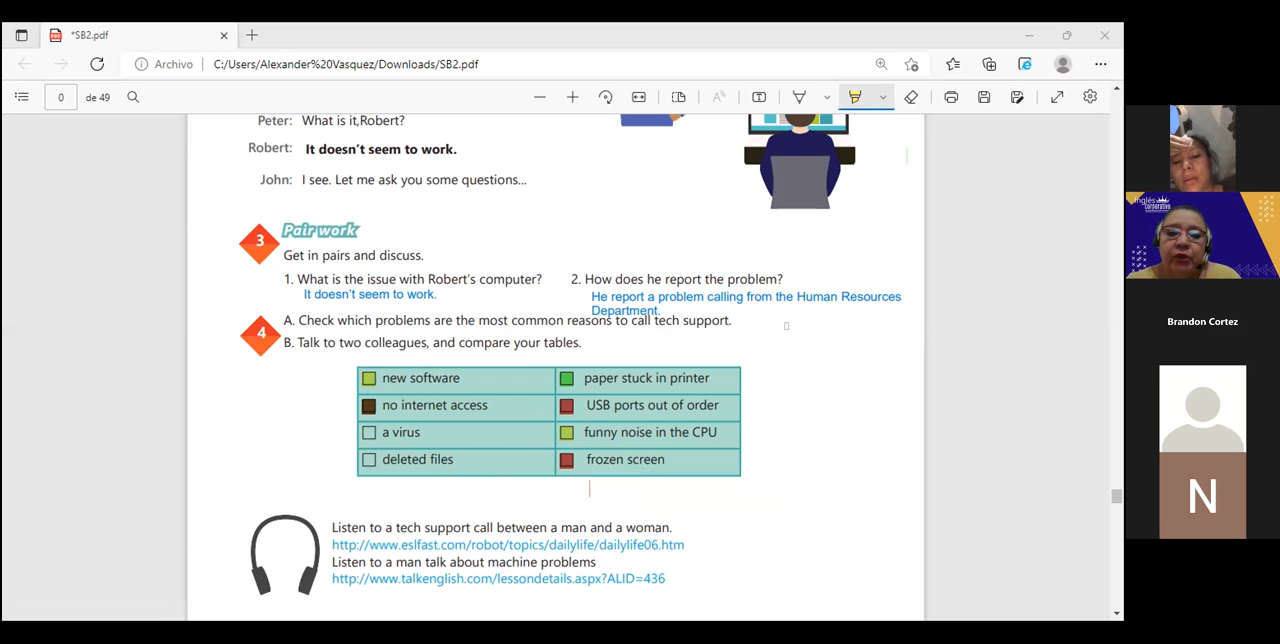 *SB2.pdf
Archivo C:/Users/Alexander%20Vasquez/Downloads/SB2.pdf
0 de 49
Peter: What is it,Robert?
Robert: It doesn't seem to work.
John: I see. Let me ask you some questions...
3 Pair work
Get in pairs and discuss.
1. What is the issue with Robert's computer? 2. How does he report the problem?
It doesn't seem to work. He report a problem calling from the Human Resources
Department.
4 A. Check which problems are the most common reasons to call tech support.
B. Talk to two colleagues, and compare your tables.
new software paper stuck in printer
no internet access USB ports out of order
a virus funny noise in the CPU
deleted files frozen screen
Listen to a tech support call between a man and a woman.
http://www.eslfast.com/robot/topics/dailylife/dailylife06.htm
Listen to a man talk about machine problems
http://www.talkenglish.com/lessondetails.aspx?ALID=436
Inglés
Corporativo
Brandon Cortez
N